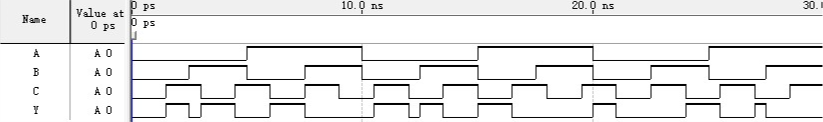 Name Value at 0 ps 0 ps 10.0 ns 20.0 ns 30.
0 ps
A A 0
B A 0
C A 0
Y A 0